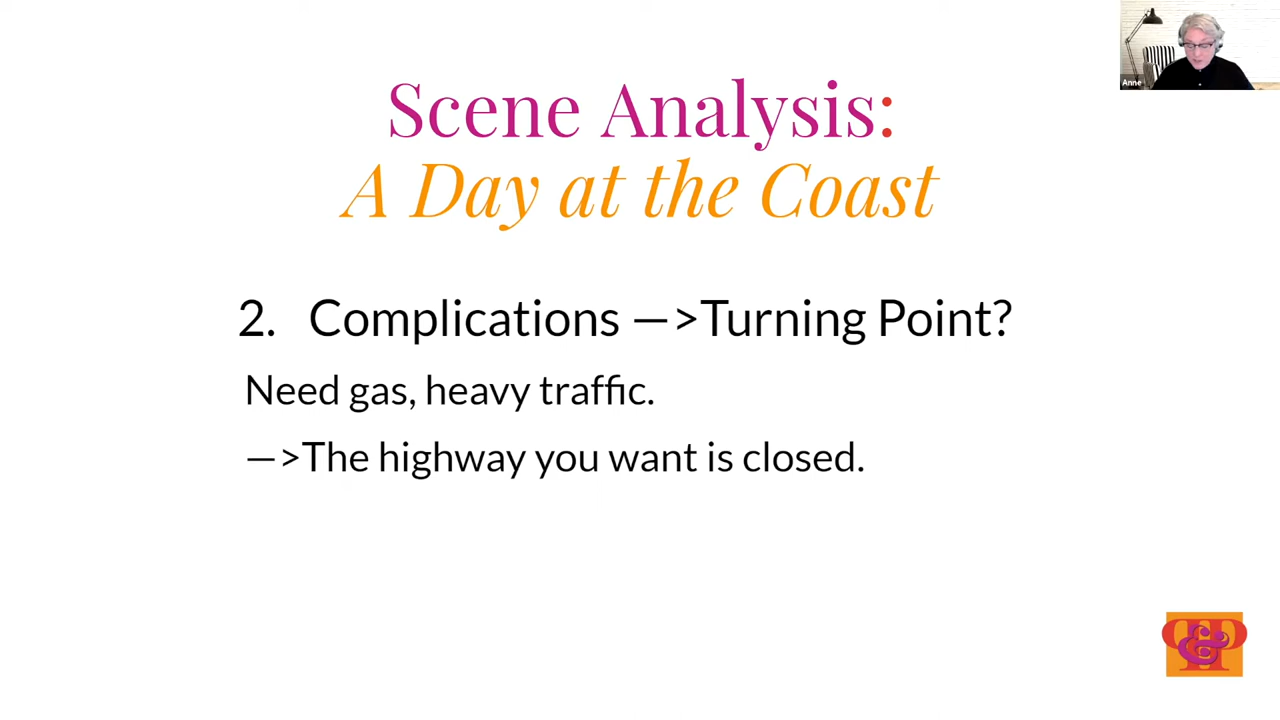 Anne
Scene Analysis:
A Day at the Coast
2. Complications —>Turning Point?
Need gas, heavy traffic.
—>The highway you want is closed.
P&P